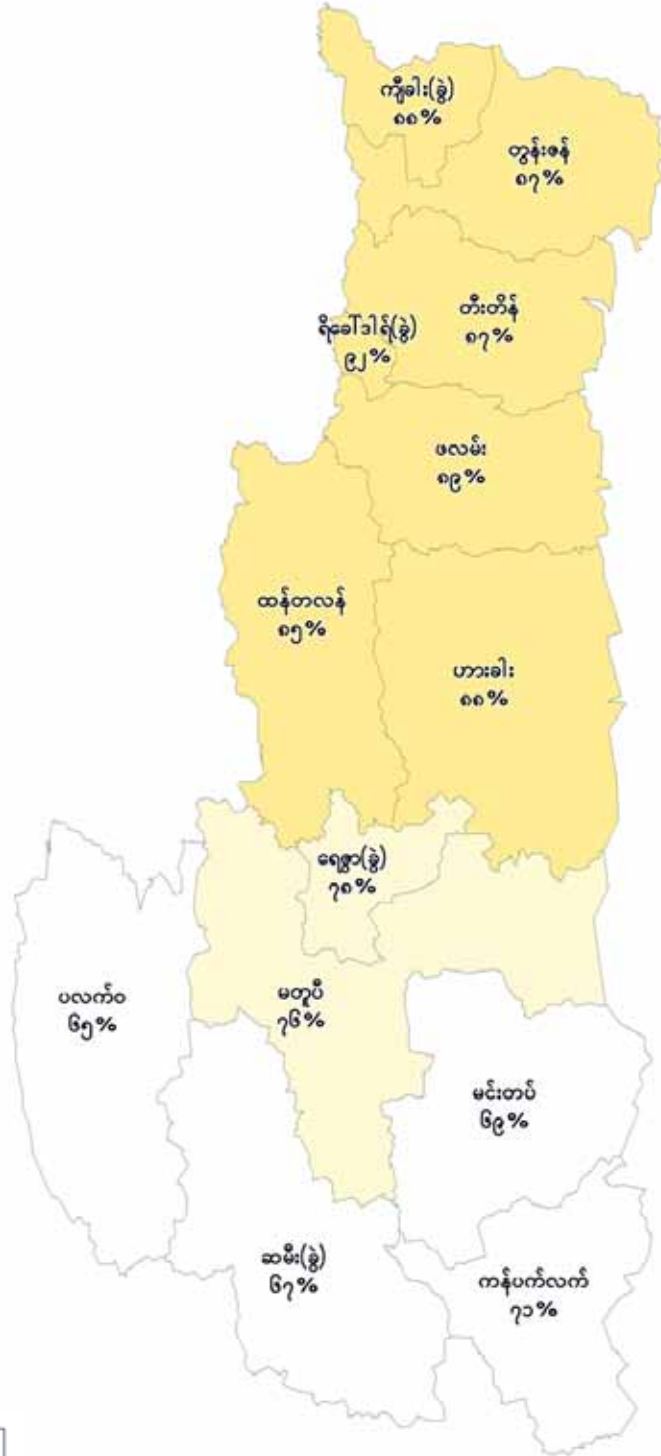 ကျီခါး(ခွဲ)
၈၈%
တွန်းဇန်
၈၇%
တီးတိန်
၈၇%
ရိခေါ်ဒါရ်(ခွဲ)
၉၂%
ဖလမ်း
၈၉%
ထန်တလန်
၈၅%
ဟားခါး
၈၈%
ရေဇွာ(ခွဲ)
၇၈%
ပလက်ဝ
၆၅%
မတူပီ
၇၆%
မင်းတပ်
၆၉%
ဆမီး(ခွဲ)
၆၇%
ကန်ပက်လက်
၇၁%